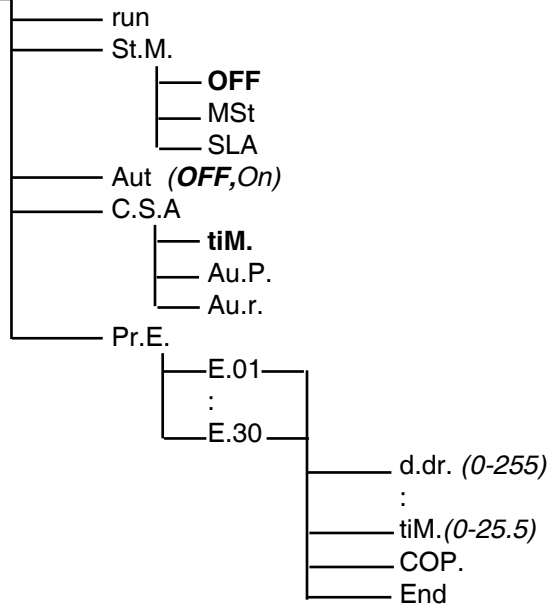 run
St.M.
OFF
MSt
SLA
Aut (OFF,On)
C.S.A
tiM.
Au.P.
Au.r.
Pr.E.
E.01
:
E.30
d.dr. (0-255)
:
tiM.(0-25.5)
COP.
End